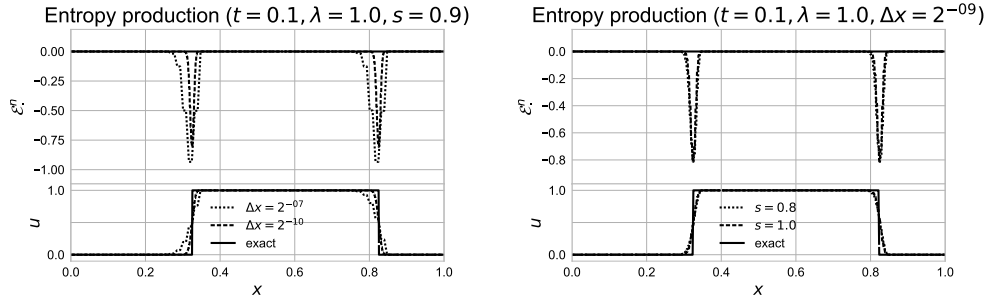 Entropy production (t = 0.1, λ = 1.0, s = 0.9)
0.00
−0.25
−0.50
−0.75
−1.00
ℰⁿ.
1.0
0.0
u
Δx = 2⁻⁰⁷
Δx = 2⁻¹⁰
exact
0.0 0.2 0.4 0.6 0.8 1.0
x
Entropy production (t = 0.1, λ = 1.0, Δx = 2⁻⁰⁹)
0.0
−0.2
−0.4
−0.6
−0.8
ℰⁿ.
1.0
0.0
u
s = 0.8
s = 1.0
exact
0.0 0.2 0.4 0.6 0.8 1.0
x